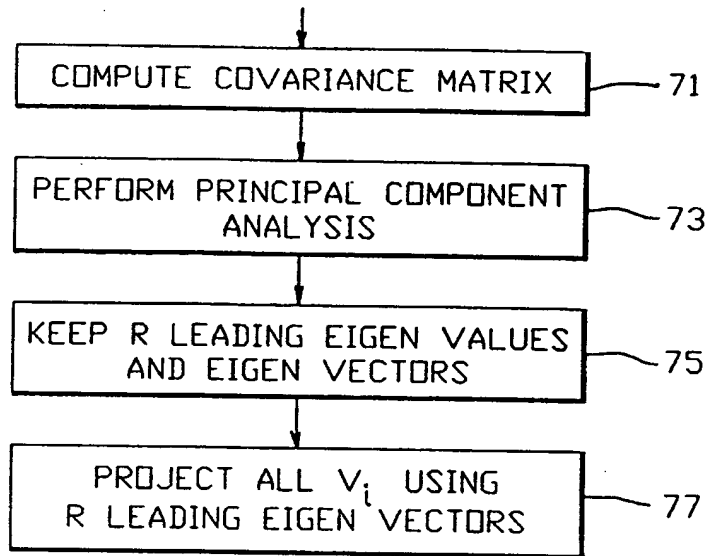 COMPUTE COVARIANCE MATRIX 71
PERFORM PRINCIPAL COMPONENT
ANALYSIS 73
KEEP R LEADING EIGEN VALUES
AND EIGEN VECTORS 75
PROJECT ALL Vi USING
R LEADING EIGEN VECTORS 77